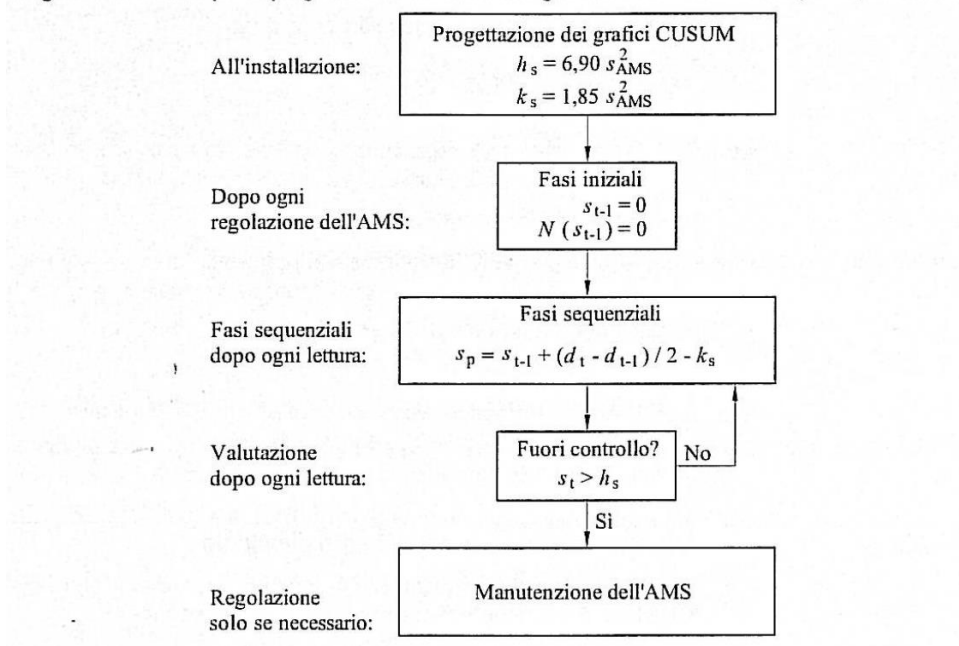 Progettazione dei grafici CUSUM
All'installazione:
h_s = 6,90 s²_AMS
k_s = 1,85 s²_AMS
Fasi iniziali
Dopo ogni
regolazione dell'AMS:
s_t-1 = 0
N (s_t-1) = 0
Fasi sequenziali
Fasi sequenziali
dopo ogni lettura:
s_p = s_t-1 + (d_t - d_t-1) / 2 - k_s
Valutazione
dopo ogni lettura:
Fuori controllo?
s_t > h_s
No
Sì
Manutenzione dell'AMS
Regolazione
solo se necessario: